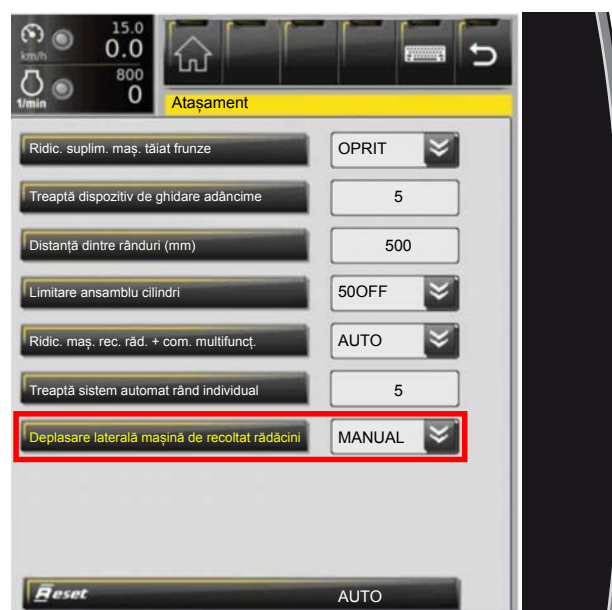 15.0
km/h 0.0
800
1/min 0
Atașament
Ridic. suplim. maș. tăiat frunze OPRIT
Treaptă dispozitiv de ghidare adâncime 5
Distanță dintre rânduri (mm) 500
Limitare ansamblu cilindri 50OFF
Ridic. maș. rec. răd. + com. multifuncț. AUTO
Treaptă sistem automat rând individual 5
Deplasare laterală mașină de recoltat rădăcini MANUAL
Reset AUTO